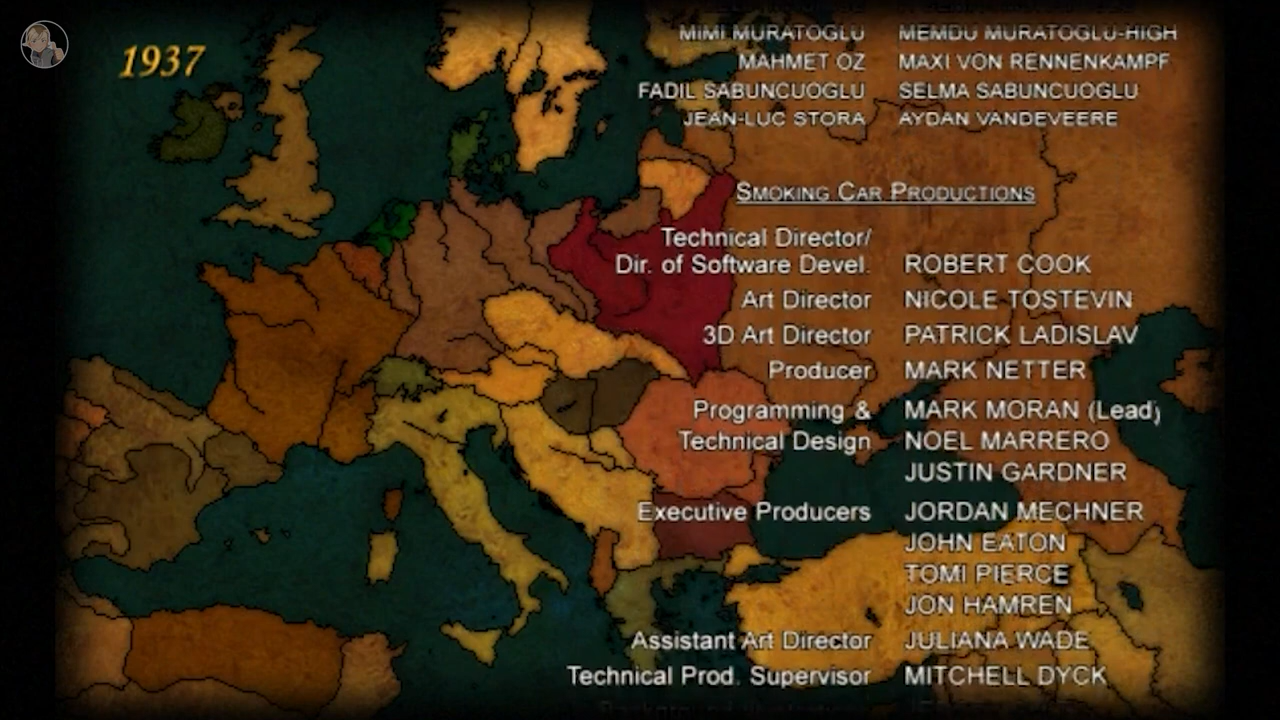 1937
MIMI MURATOGLU MEMDU MURATOGLU-HIGH
MAHMET OZ MAXI VON RENNENKAMPF
FADIL SABUNCUOGLU SELMA SABUNCUOGLU
JEAN-LUC STORA AYDAN VANDEVEERE
SMOKING CAR PRODUCTIONS
Technical Director/
Dir. of Software Devel. ROBERT COOK
Art Director NICOLE TOSTEVIN
3D Art Director PATRICK LADISLAV
Producer MARK NETTER
Programming & MARK MORAN (Lead)
Technical Design NOEL MARRERO
JUSTIN GARDNER
Executive Producers JORDAN MECHNER
JOHN EATON
TOMI PIERCE
JON HAMREN
Assistant Art Director JULIANA WADE
Technical Prod. Supervisor MITCHELL DYCK